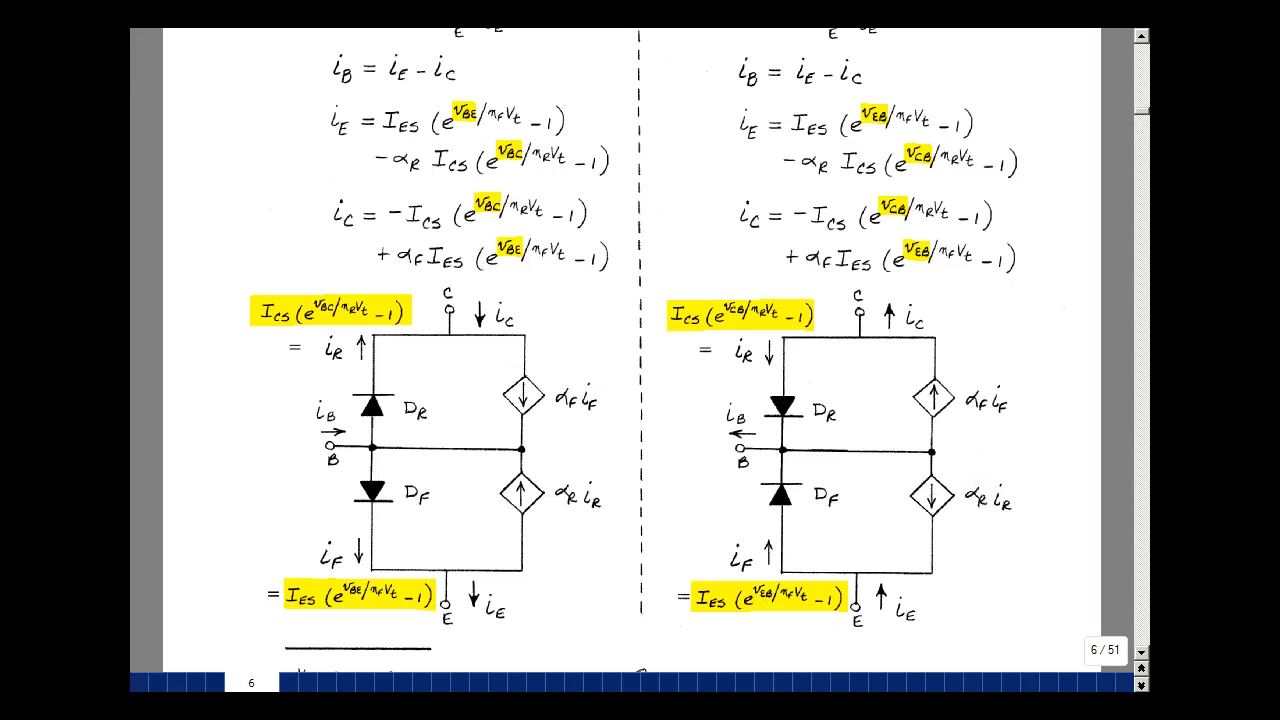 i_B = i_E - i_C
i_E = I_ES (e^{v_BE/n_F V_t} - 1)
- α_R I_CS (e^{v_BC/n_R V_t} - 1)
i_C = - I_CS (e^{v_BC/n_R V_t} - 1)
+ α_F I_ES (e^{v_BE/n_F V_t} - 1)
C
I_CS (e^{v_BC/n_R V_t} - 1)
i_C
= i_R ↑
α_F i_F
i_B
D_R
B
D_F
α_R i_R
i_F
= I_ES (e^{v_BE/n_F V_t} - 1)
i_E
E
i_B = i_E - i_C
i_E = I_ES (e^{v_EB/n_F V_t} - 1)
- α_R I_CS (e^{v_CB/n_R V_t} - 1)
i_C = - I_CS (e^{v_CB/n_R V_t} - 1)
+ α_F I_ES (e^{v_EB/n_F V_t} - 1)
C
I_CS (e^{v_CB/n_R V_t} - 1)
i_C
= i_R ↓
α_F i_F
i_B
D_R
B
D_F
α_R i_R
i_F
= I_ES (e^{v_EB/n_F V_t} - 1)
i_E
E
6 / 51
6